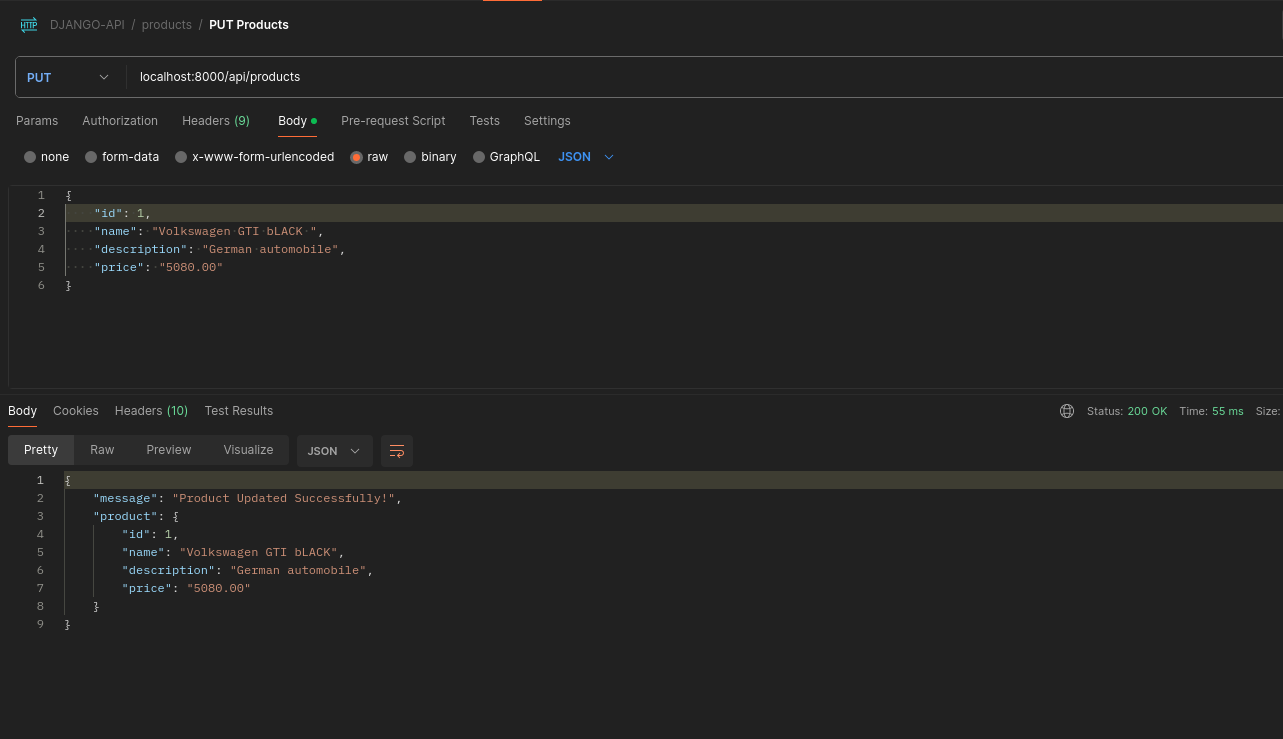 HTTP DJANGO-API / products / PUT Products
PUT localhost:8000/api/products
Params Authorization Headers (9) Body Pre-request Script Tests Settings
none form-data x-www-form-urlencoded raw binary GraphQL JSON
1 {
2 ····"id": 1,
3 ····"name":·"Volkswagen·GTI·bLACK·",
4 ····"description":·"German·automobile",
5 ····"price":·"5080.00"
6 }
Body Cookies Headers (10) Test Results Status: 200 OK Time: 55 ms Size:
Pretty Raw Preview Visualize JSON
1 {
2 "message": "Product Updated Successfully!",
3 "product": {
4 "id": 1,
5 "name": "Volkswagen GTI bLACK",
6 "description": "German automobile",
7 "price": "5080.00"
8 }
9 }